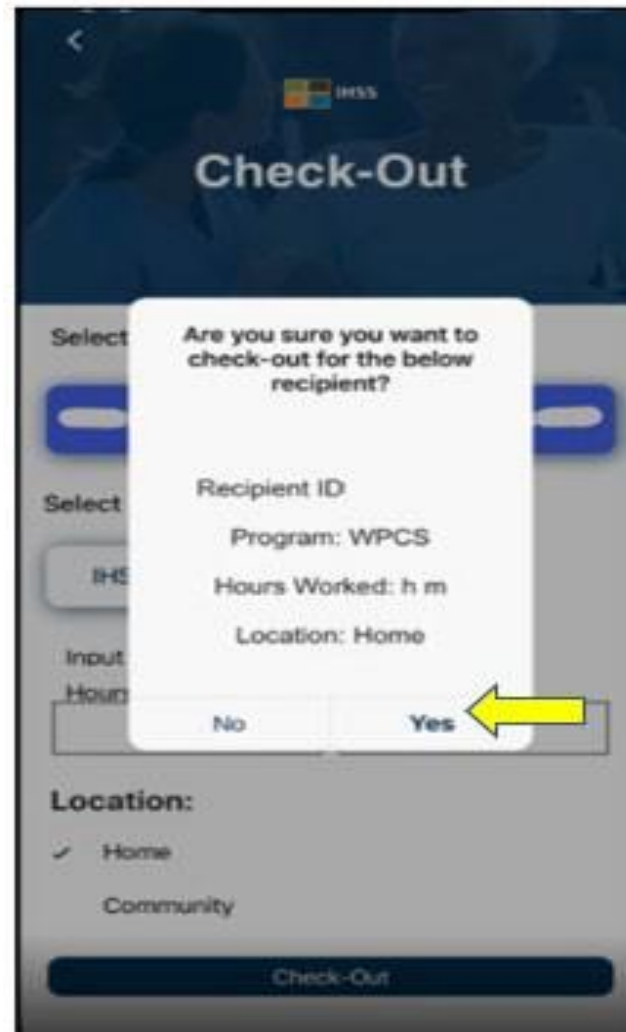 IHSS
Check-Out
Select
Are you sure you want to
check-out for the below
recipient?
Recipient ID
Select
Program: WPCS
IHS
Hours Worked: h m
Location: Home
Input
Hours
No
Yes
Location:
✓ Home
Community
Check-Out